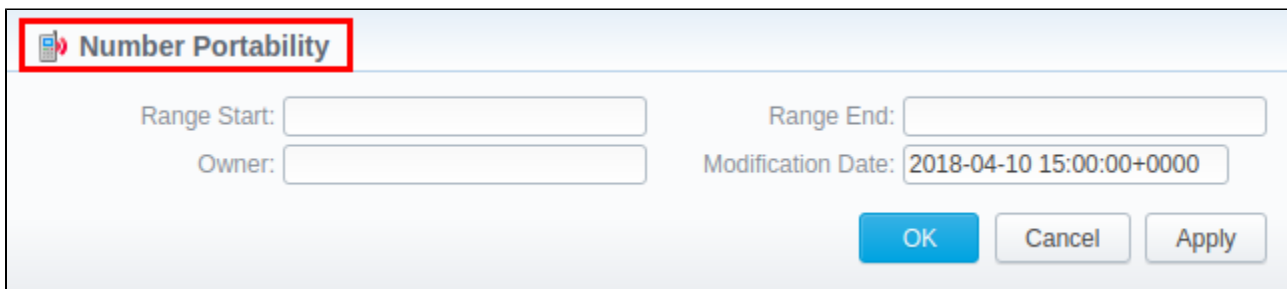 Number Portability
Range Start: Range End:
Owner: Modification Date: 2018-04-10 15:00:00+0000
OK Cancel Apply